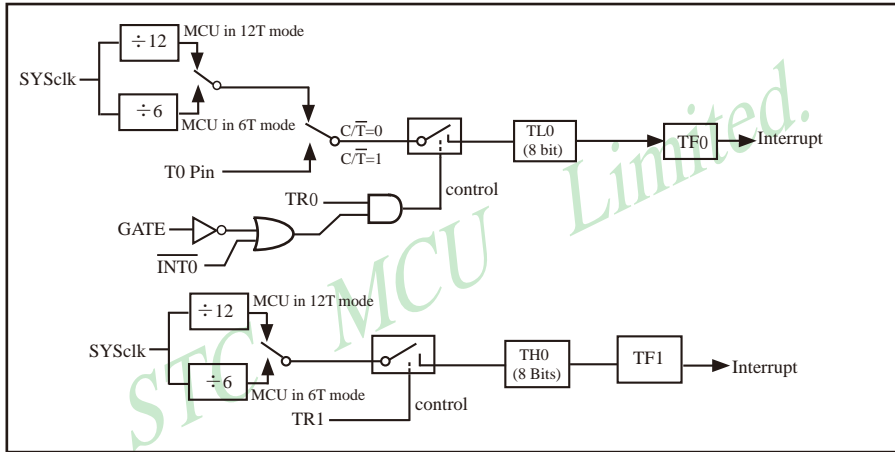 ÷12
MCU in 12T mode
SYSclk
÷6
MCU in 6T mode
C/T̅=0
C/T̅=1
T0 Pin
TL0
(8 bit)
TF0
Interrupt
control
TR0
GATE
I̅N̅T̅0̅
÷12
MCU in 12T mode
SYSclk
÷6
MCU in 6T mode
TH0
(8 Bits)
TF1
Interrupt
control
TR1
STC MCU Limited.